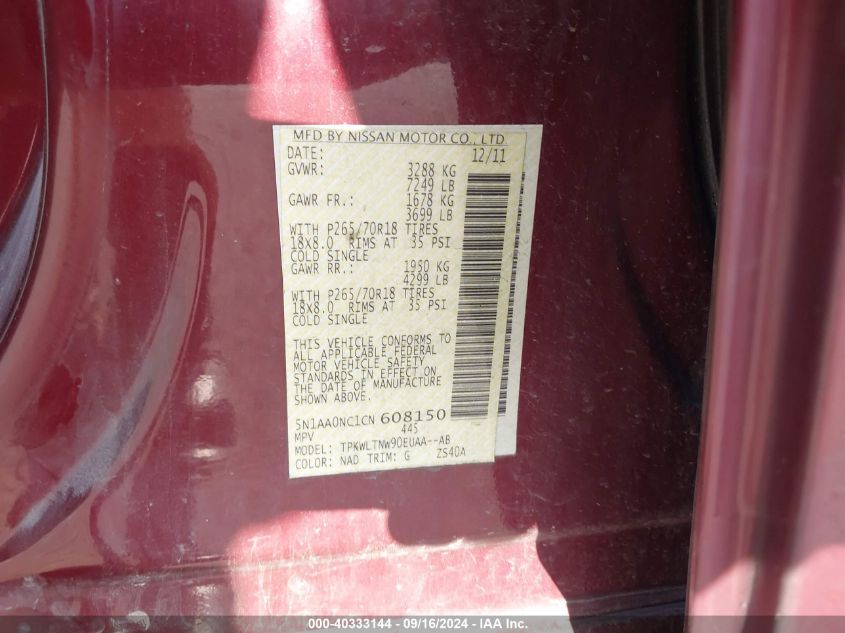 MFD BY NISSAN MOTOR CO., LTD.
DATE: 12/11
GVWR: 3288 KG
7249 LB
GAWR FR.: 1678 KG
3699 LB
WITH P265/70R18 TIRES
18X8.0 RIMS AT 35 PSI
COLD SINGLE
GAWR RR.: 1950 KG
4299 LB
WITH P265/70R18 TIRES
18X8.0 RIMS AT 35 PSI
COLD SINGLE
THIS VEHICLE CONFORMS TO
ALL APPLICABLE FEDERAL
MOTOR VEHICLE SAFETY
STANDARDS IN EFFECT ON
THE DATE OF MANUFACTURE
SHOWN ABOVE.
5N1AA0NC1CN 608150
MPV 445
MODEL: TPKWLTNW90EUAA--AB
COLOR: NAD TRIM: G ZS40A
000-40333144 - 09/16/2024 - IAA Inc.